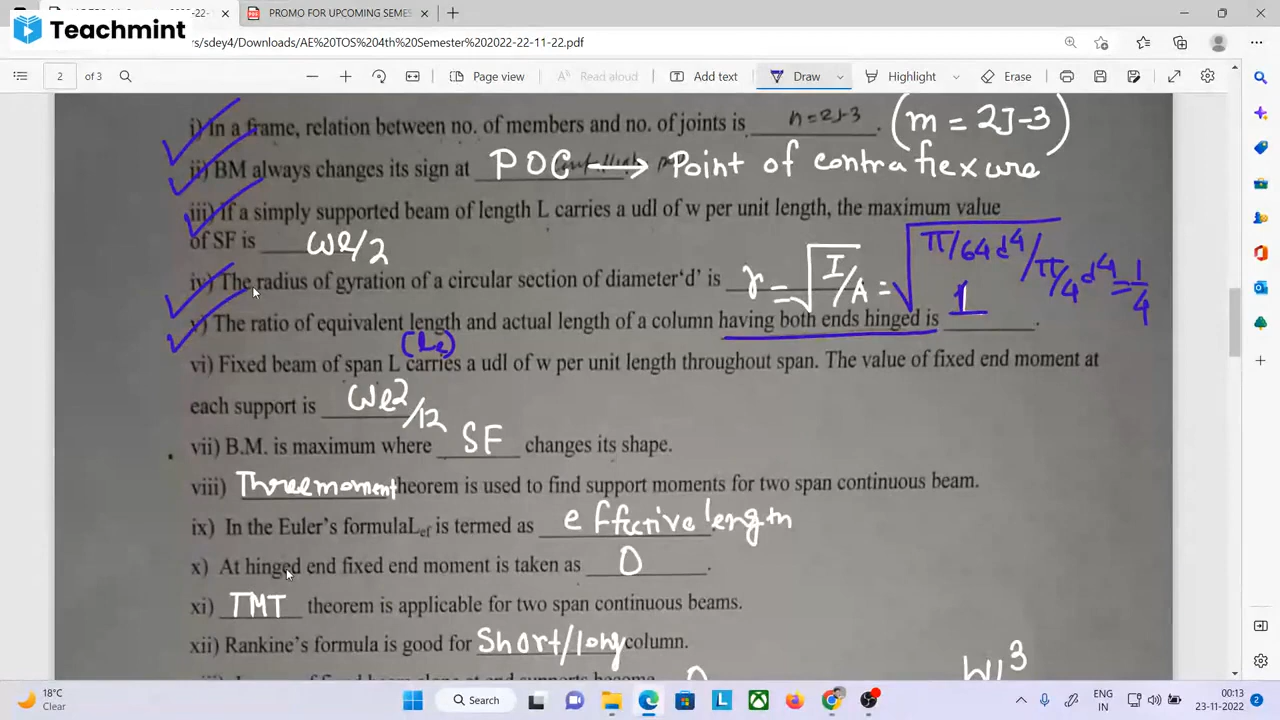 PROMO FOR UPCOMING SEMES
Teachmint
s/sdey4/Downloads/AE%20TOS%204th%20Semester%202022-22-11-22.pdf
2 of 3
Page view
Read aloud
Add text
Draw
Highlight
Erase
i) In a frame, relation between no. of members and no. of joints is n=2J-3. (m = 2J-3)
ii) BM always changes its sign at POC → Point of contraflexure
iii) If a simply supported beam of length L carries a udl of w per unit length, the maximum value
of SF is wl/2
iv) The radius of gyration of a circular section of diameter'd' is r = √I/A = √π/64 d⁴/π/4 d⁴ = 1/4
v) The ratio of equivalent length and actual length of a column having both ends hinged is 1.
(Le)
vi) Fixed beam of span L carries a udl of w per unit length throughout span. The value of fixed end moment at
each support is wl2/12
vii) B.M. is maximum where SF changes its shape.
viii) Three moment heorem is used to find support moments for two span continuous beam.
ix) In the Euler's formulaLef is termed as effective length
x) At hinged end fixed end moment is taken as 0.
xi) TMT theorem is applicable for two span continuous beams.
xii) Rankine's formula is good for Short/long column.
0 Wl3
18°C
Clear
Search
ENG
IN
00:13
23-11-2022
2